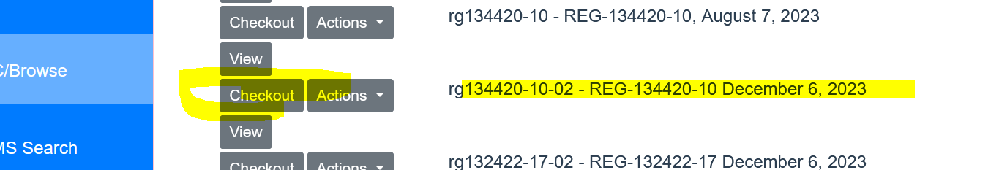 Checkout Actions rg134420-10 - REG-134420-10, August 7, 2023
View
C/Browse
Checkout Actions rg134420-10-02 - REG-134420-10 December 6, 2023
View
MS Search
Checkout Actions rg132422-17-02 - REG-132422-17 December 6, 2023